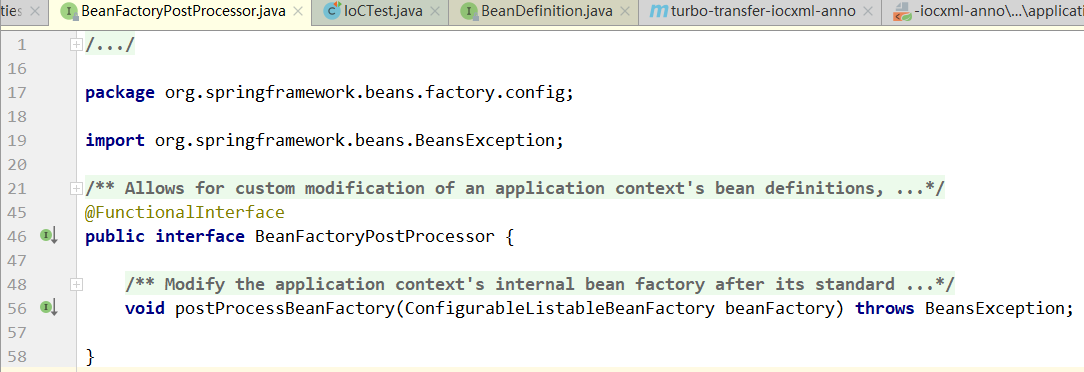 ties
BeanFactoryPostProcessor.java
IoCTest.java
BeanDefinition.java
turbo-transfer-iocxml-anno
-iocxml-anno\...\applicati
1 /.../
16
17 package org.springframework.beans.factory.config;
18
19 import org.springframework.beans.BeansException;
20
21 /** Allows for custom modification of an application context's bean definitions, ...*/
45 @FunctionalInterface
46 public interface BeanFactoryPostProcessor {
47
48 /** Modify the application context's internal bean factory after its standard ...*/
56 void postProcessBeanFactory(ConfigurableListableBeanFactory beanFactory) throws BeansException;
57
58 }